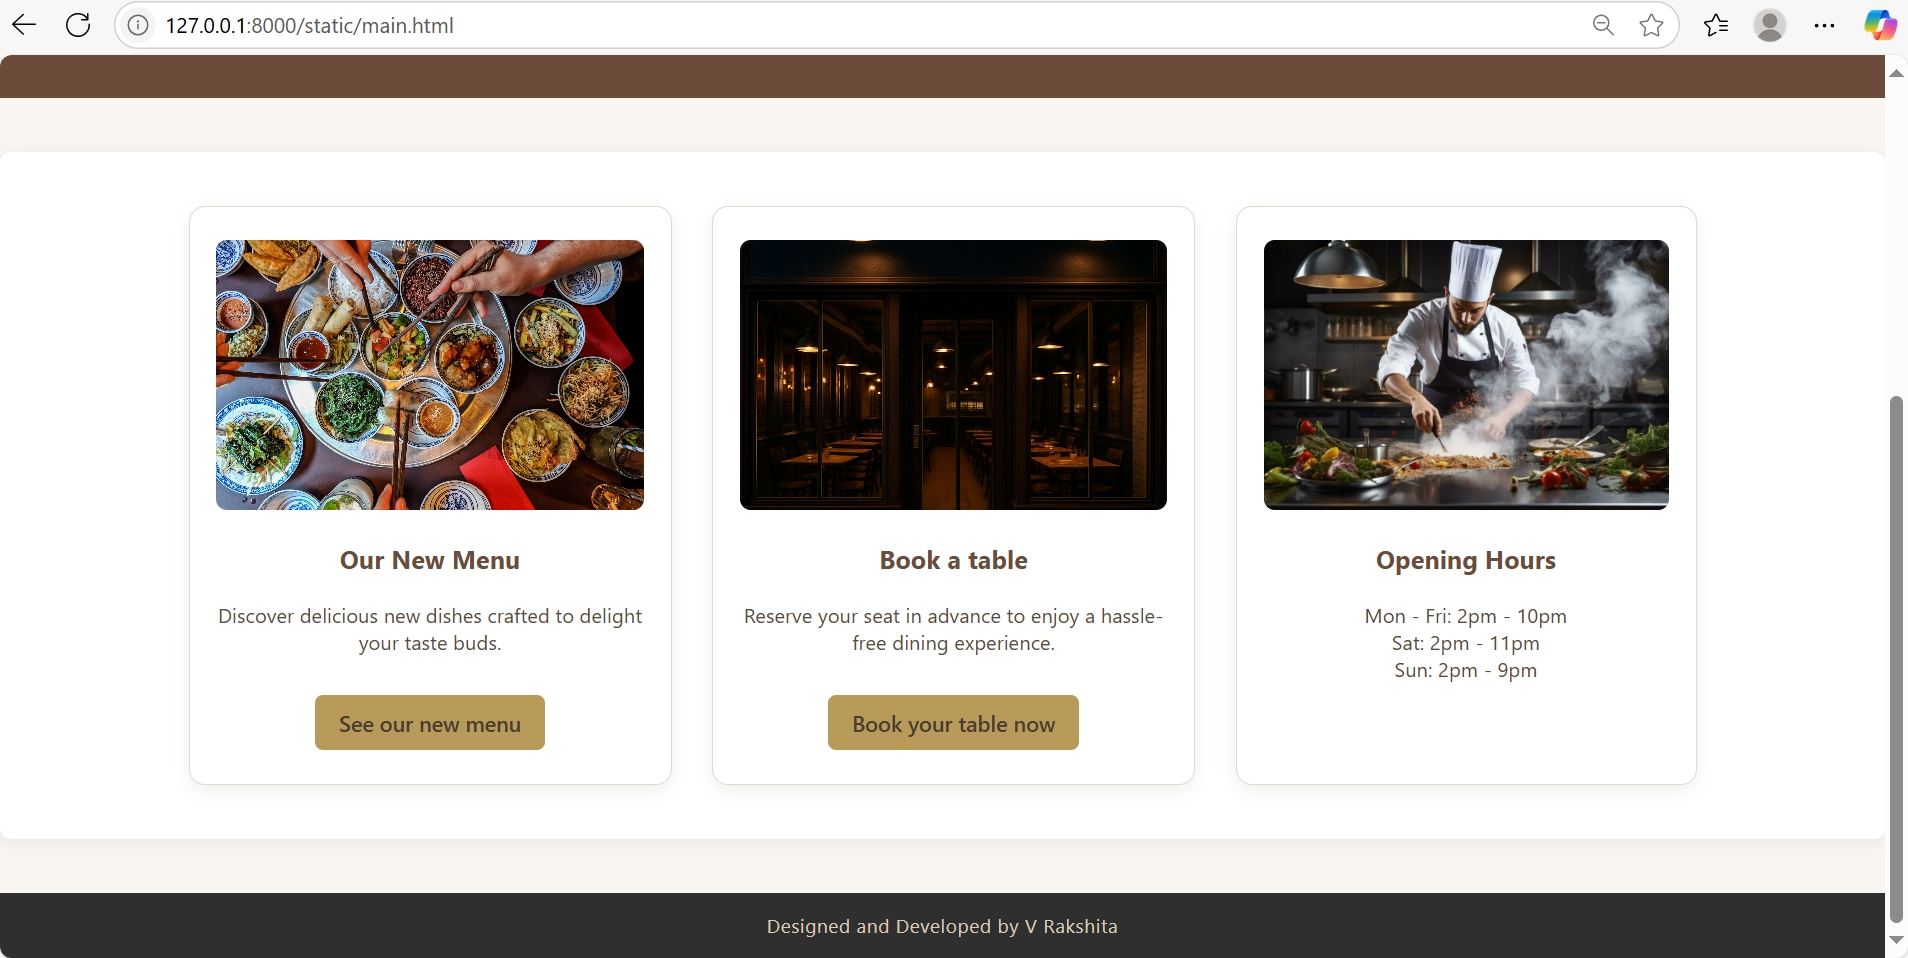 127.0.0.1:8000/static/main.html
Our New Menu
Discover delicious new dishes crafted to delight
your taste buds.
See our new menu
Book a table
Reserve your seat in advance to enjoy a hassle-
free dining experience.
Book your table now
Opening Hours
Mon - Fri: 2pm - 10pm
Sat: 2pm - 11pm
Sun: 2pm - 9pm
Designed and Developed by V Rakshita